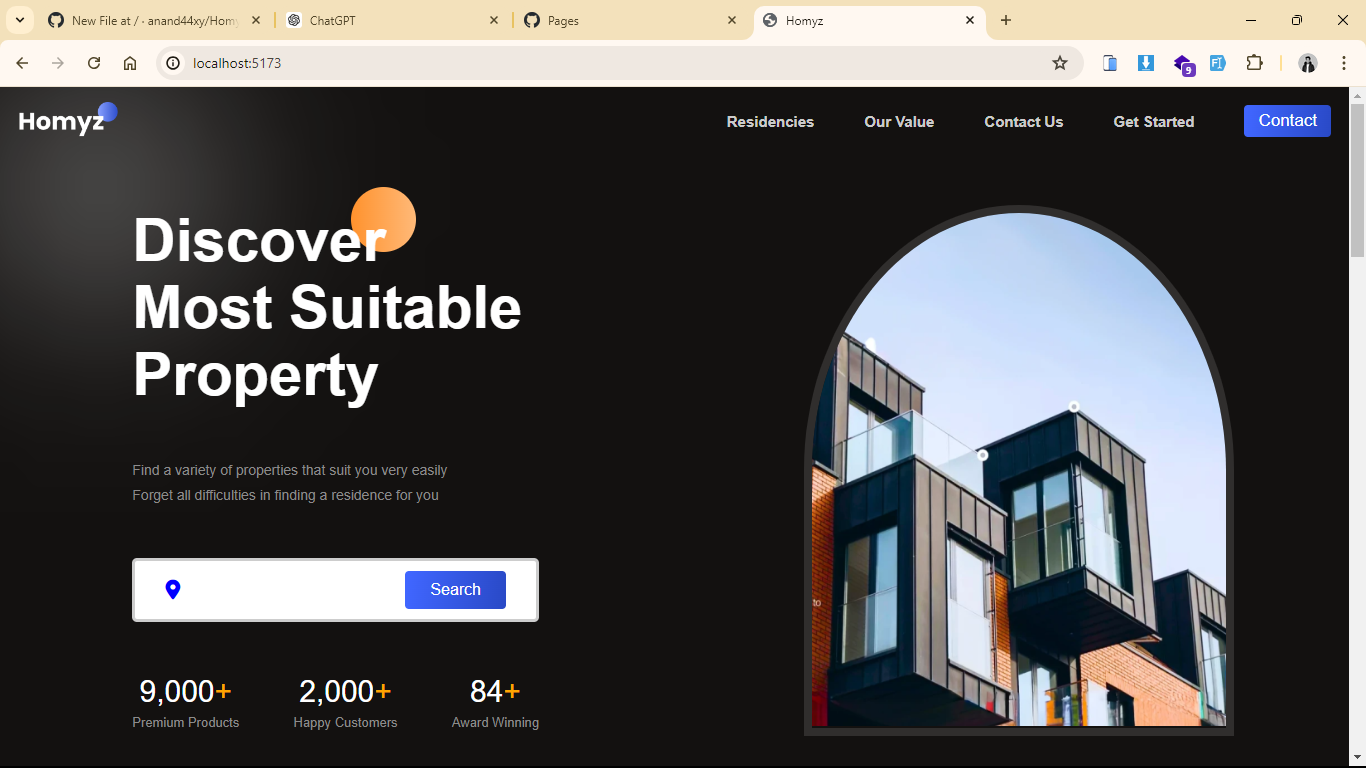 New File at / · anand44xy/Homy
ChatGPT
Pages
Homyz
localhost:5173
9
Homyz
Residencies
Our Value
Contact Us
Get Started
Contact
Discover
Most Suitable
Property
Find a variety of properties that suit you very easily
Forget all difficulties in finding a residence for you
Search
9,000+
2,000+
84+
Premium Products
Happy Customers
Award Winning
to